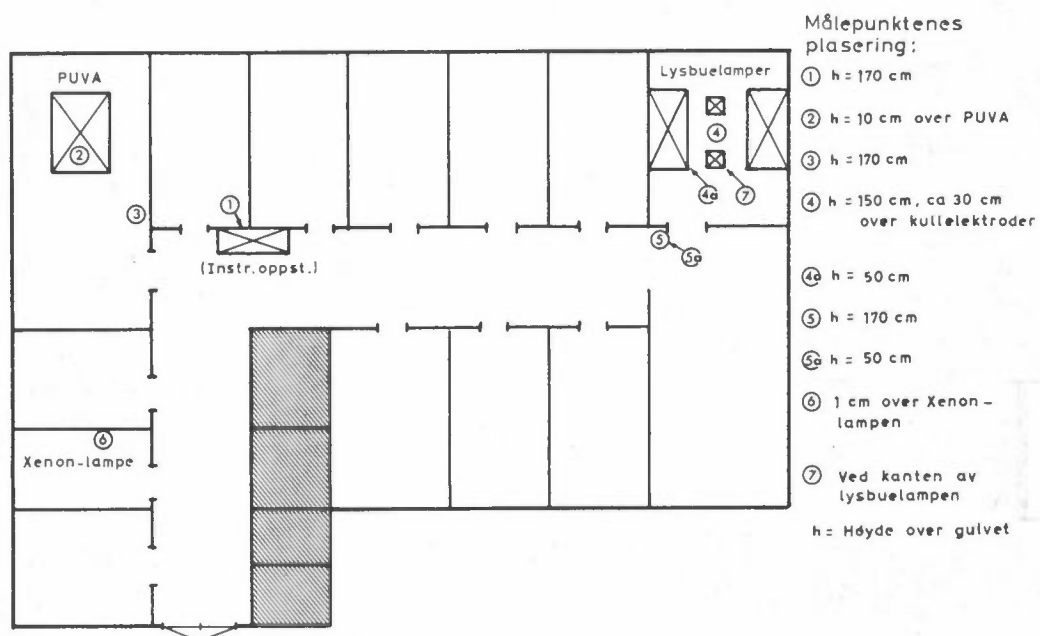 PUVA
②
③
①
(Instr. oppst.)
Lysbuelamper
④
④a
⑦
⑤
⑤a
⑥
Xenon-lampe
Målepunktenes
plasering:
① h = 170 cm
② h = 10 cm over PUVA
③ h = 170 cm
④ h = 150 cm, ca 30 cm
over kullelektroder
④a h = 50 cm
⑤ h = 170 cm
⑤a h = 50 cm
⑥ 1 cm over Xenon-
lampen
⑦ Ved kanten av
lysbuelampen
h = Høyde over gulvet